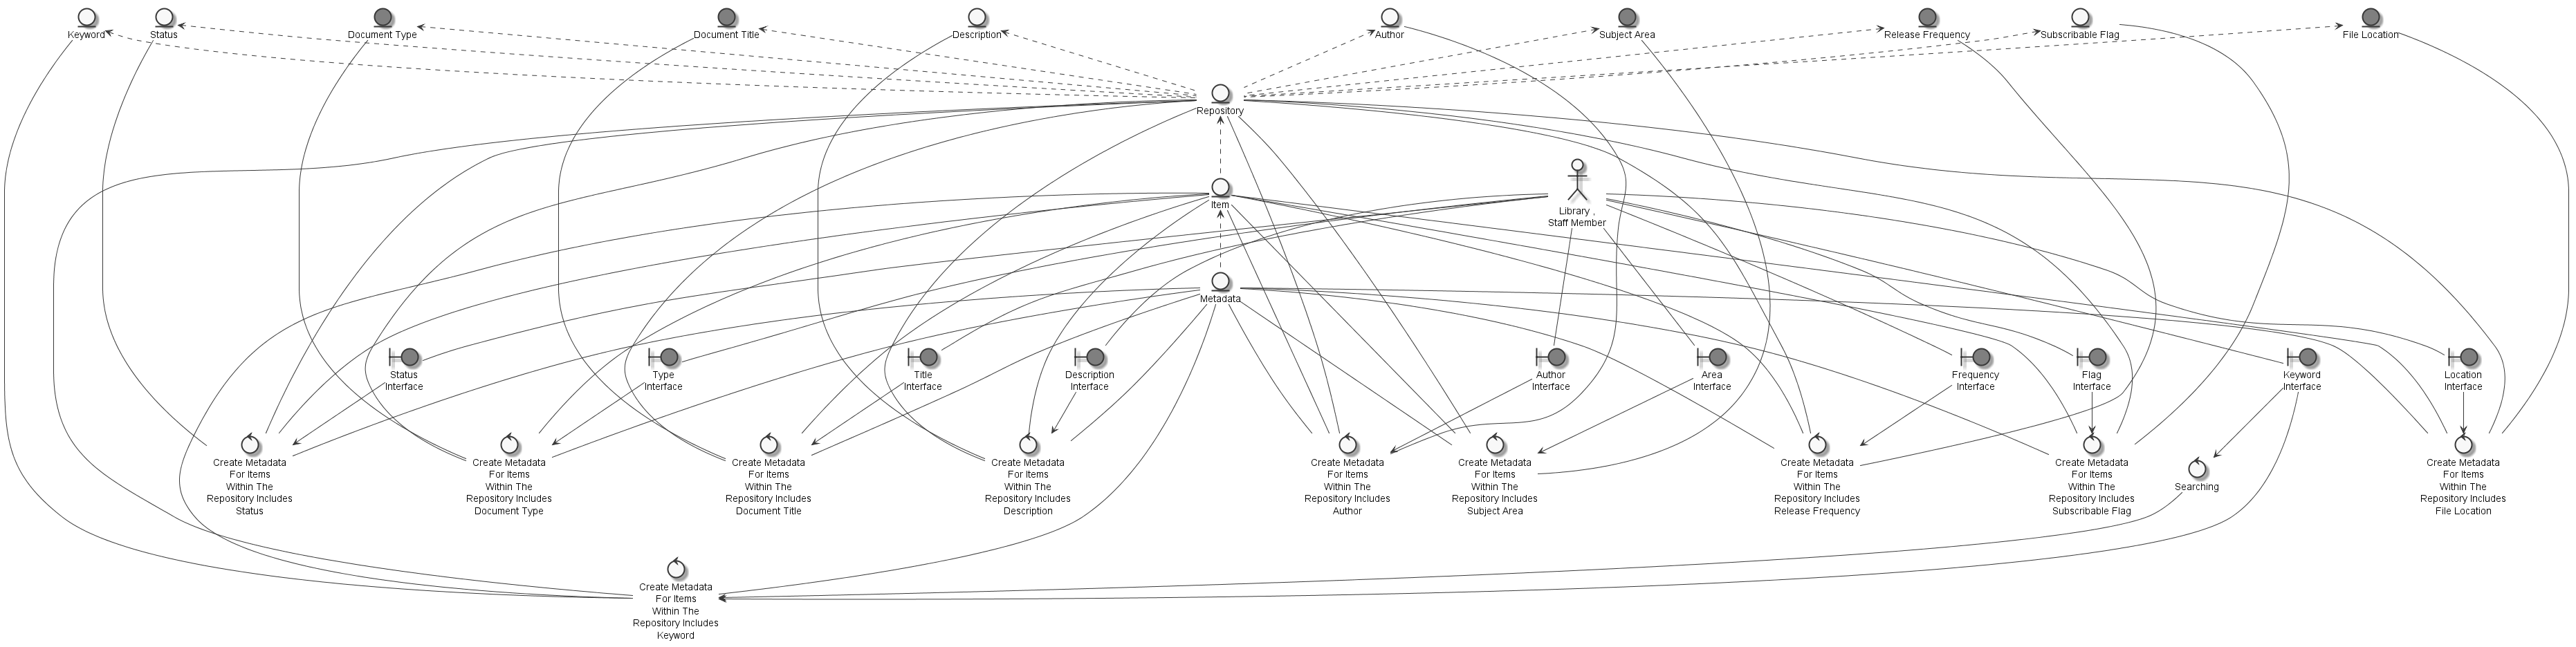 Keyword
Status
Document Type
Document Title
Description
Author
Subject Area
Release Frequency
Subscribable Flag
File Location
Repository
Item
Library ,
Staff Member
Metadata
Status
Interface
Type
Interface
Title
Interface
Description
Interface
Author
Interface
Area
Interface
Frequency
Interface
Flag
Interface
Keyword
Interface
Location
Interface
Create Metadata
For Items
Within The
Repository Includes
Status
Create Metadata
For Items
Within The
Repository Includes
Document Type
Create Metadata
For Items
Within The
Repository Includes
Document Title
Create Metadata
For Items
Within The
Repository Includes
Description
Create Metadata
For Items
Within The
Repository Includes
Author
Create Metadata
For Items
Within The
Repository Includes
Subject Area
Create Metadata
For Items
Within The
Repository Includes
Release Frequency
Create Metadata
For Items
Within The
Repository Includes
Subscribable Flag
Searching
Create Metadata
For Items
Within The
Repository Includes
File Location
Create Metadata
For Items
Within The
Repository Includes
Keyword